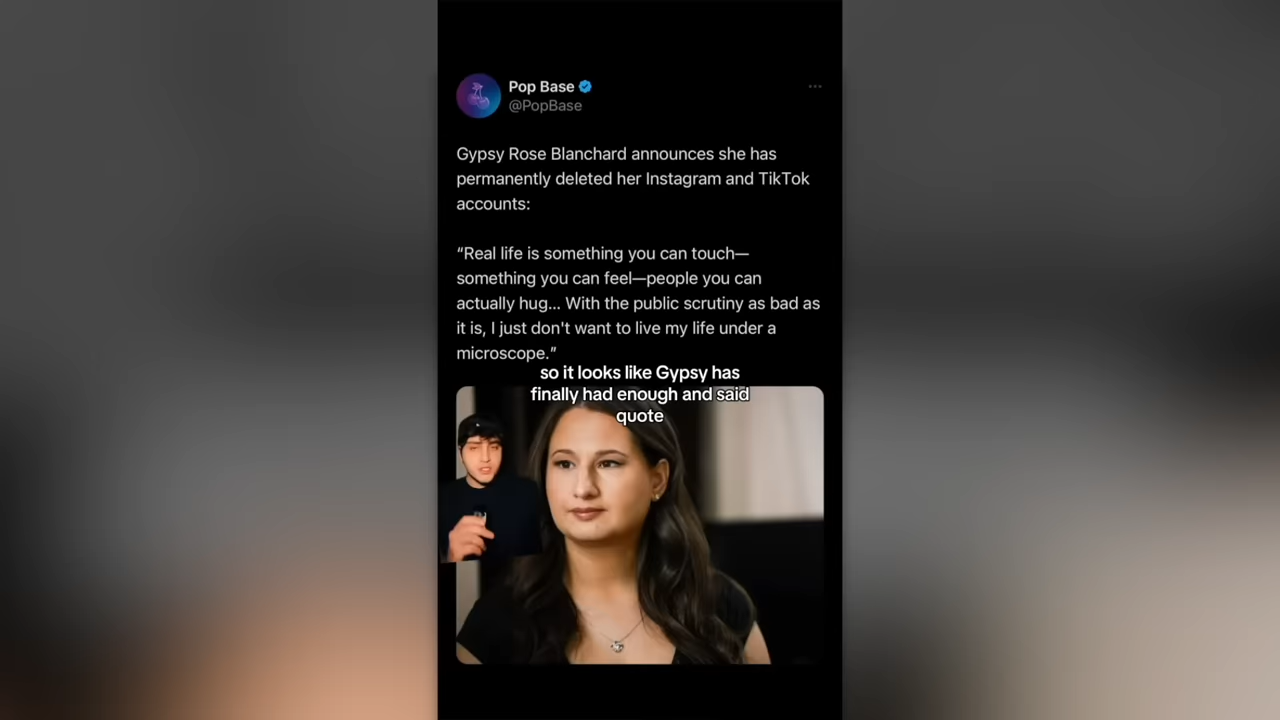 Pop Base
@PopBase
Gypsy Rose Blanchard announces she has
permanently deleted her Instagram and TikTok
accounts:
“Real life is something you can touch—
something you can feel—people you can
actually hug... With the public scrutiny as bad as
it is, I just don't want to live my life under a
microscope.”
so it looks like Gypsy has
finally had enough and said
quote